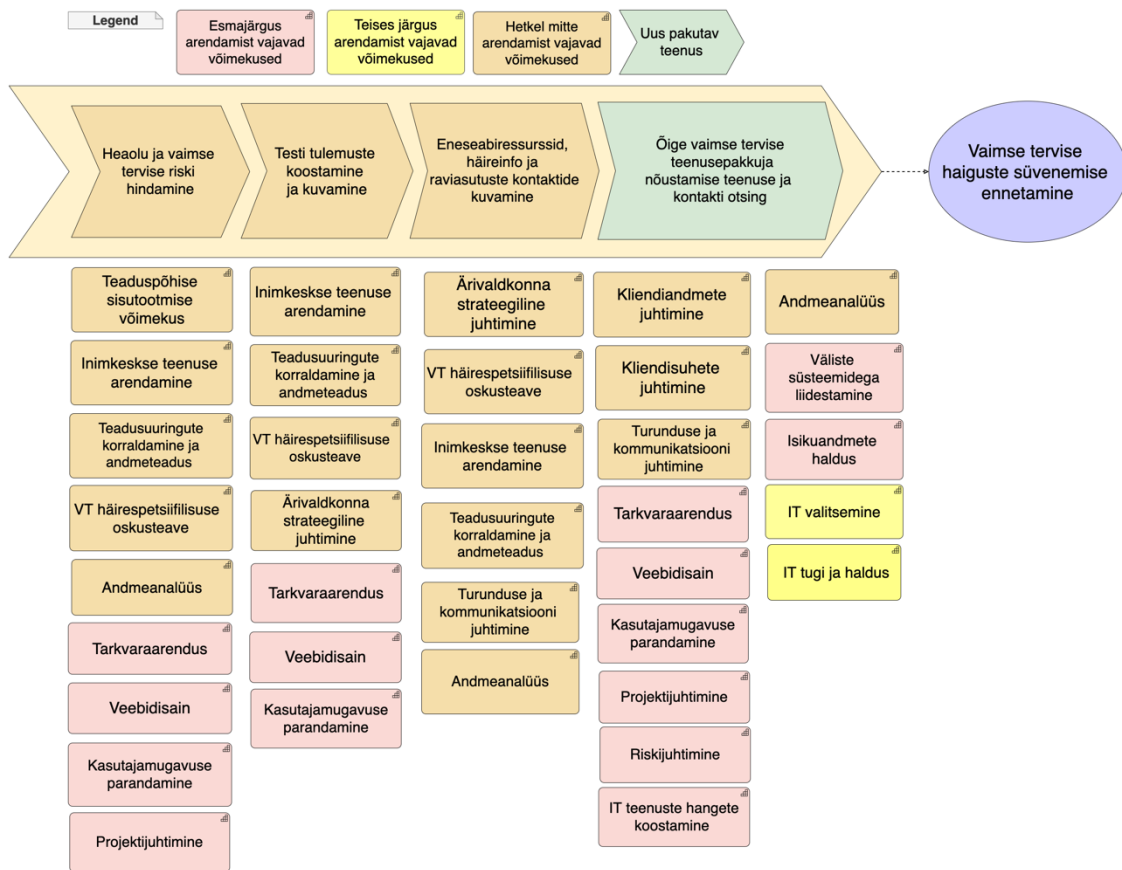 Legend
Esmajärgus
arendamist vajavad
võimekused
Teises järgus
arendamist vajavad
võimekused
Hetkel mitte
arendamist vajavad
võimekused
Uus pakutav
teenus
Heaolu ja vaimse
tervise riski
hindamine
Testi tulemuste
koostamine
ja kuvamine
Eneseabiressurssid,
häireinfo ja
raviasutuste kontaktide
kuvamine
Õige vaimse tervise
teenusepakkuja
nõustamise teenuse ja
kontakti otsing
Vaimse tervise
haiguste süvenemise
ennetamine
Teaduspõhise
sisutootmise
võimekus
Inimkeskse teenuse
arendamine
Teadusuuringute
korraldamine ja
andmeteadus
VT häirespetsiifilisuse
oskusteave
Andmeanalüüs
Tarkvaraarendus
Veebidisain
Kasutajamugavuse
parandamine
Projektijuhtimine
Inimkeskse teenuse
arendamine
Teadusuuringute
korraldamine ja
andmeteadus
VT häirespetsiifilisuse
oskusteave
Ärivaldkonna
strateegiline
juhtimine
Tarkvaraarendus
Veebidisain
Kasutajamugavuse
parandamine
Ärivaldkonna
strateegiline
juhtimine
VT häirespetsiifilisuse
oskusteave
Inimkeskse teenuse
arendamine
Teadusuuringute
korraldamine ja
andmeteadus
Turunduse ja
kommunikatsiooni
juhtimine
Andmeanalüüs
Kliendiandmete
juhtimine
Kliendisuhete
juhtimine
Turunduse ja
kommunikatsiooni
juhtimine
Tarkvaraarendus
Veebidisain
Kasutajamugavuse
parandamine
Projektijuhtimine
Riskijuhtimine
IT teenuste hangete
koostamine
Andmeanalüüs
Väliste
süsteemidega
liidestamine
Isikuandmete
haldus
IT valitsemine
IT tugi ja haldus